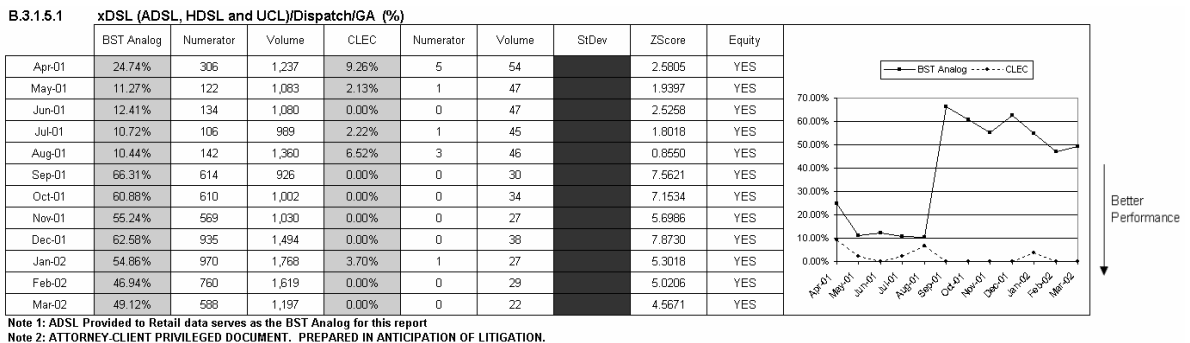 B.3.1.5.1 xDSL (ADSL, HDSL and UCL)/Dispatch/GA (%)
BST Analog Numerator Volume CLEC Numerator Volume StDev ZScore Equity
Apr-01 24.74% 306 1,237 9.26% 5 54 2.5805 YES
May-01 11.27% 122 1,083 2.13% 1 47 1.9397 YES
Jun-01 12.41% 134 1,080 0.00% 0 47 2.5258 YES
Jul-01 10.72% 106 989 2.22% 1 45 1.8018 YES
Aug-01 10.44% 142 1,360 6.52% 3 46 0.8550 YES
Sep-01 66.31% 614 926 0.00% 0 30 7.5621 YES
Oct-01 60.88% 610 1,002 0.00% 0 34 7.1534 YES
Nov-01 55.24% 569 1,030 0.00% 0 27 5.6986 YES
Dec-01 62.58% 935 1,494 0.00% 0 38 7.8730 YES
Jan-02 54.86% 970 1,768 3.70% 1 27 5.3018 YES
Feb-02 46.94% 760 1,619 0.00% 0 29 5.0206 YES
Mar-02 49.12% 588 1,197 0.00% 0 22 4.5671 YES
BST Analog CLEC
70.00%
60.00%
50.00%
40.00%
30.00%
20.00%
10.00%
0.00%
Apr-01 May-01 Jun-01 Jul-01 Aug-01 Sep-01 Oct-01 Nov-01 Dec-01 Jan-02 Feb-02 Mar-02
Better
Performance
Note 1: ADSL Provided to Retail data serves as the BST Analog for this report
Note 2: ATTORNEY-CLIENT PRIVILEGED DOCUMENT. PREPARED IN ANTICIPATION OF LITIGATION.